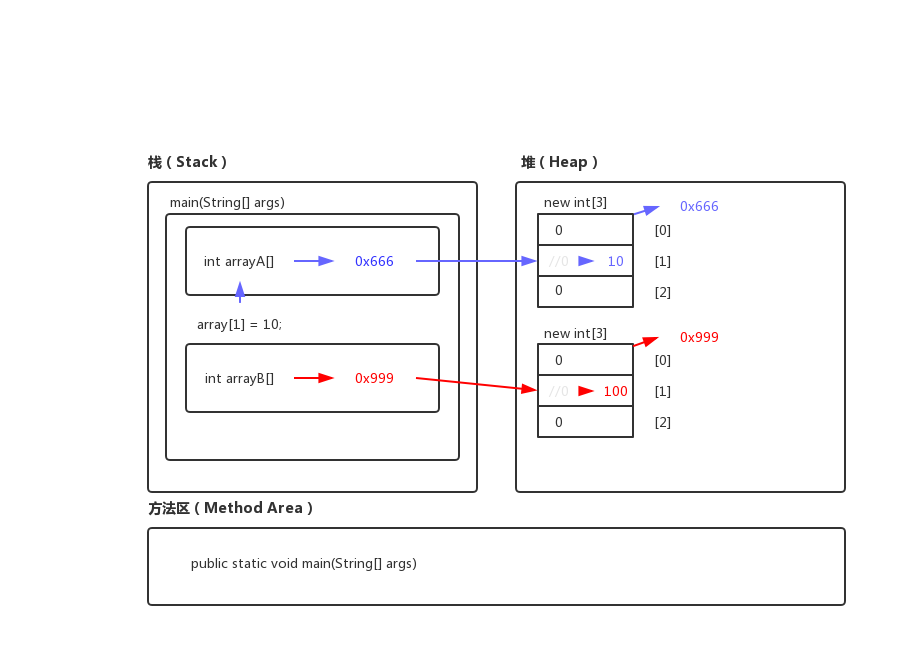 栈（Stack）
main(String[] args)
int arrayA[]
0x666
array[1] = 10;
int arrayB[]
0x999
堆（Heap）
new int[3]
0x666
0
[0]
//0
10
[1]
0
[2]
new int[3]
0x999
0
[0]
//0
100
[1]
0
[2]
方法区（Method Area）
public static void main(String[] args)